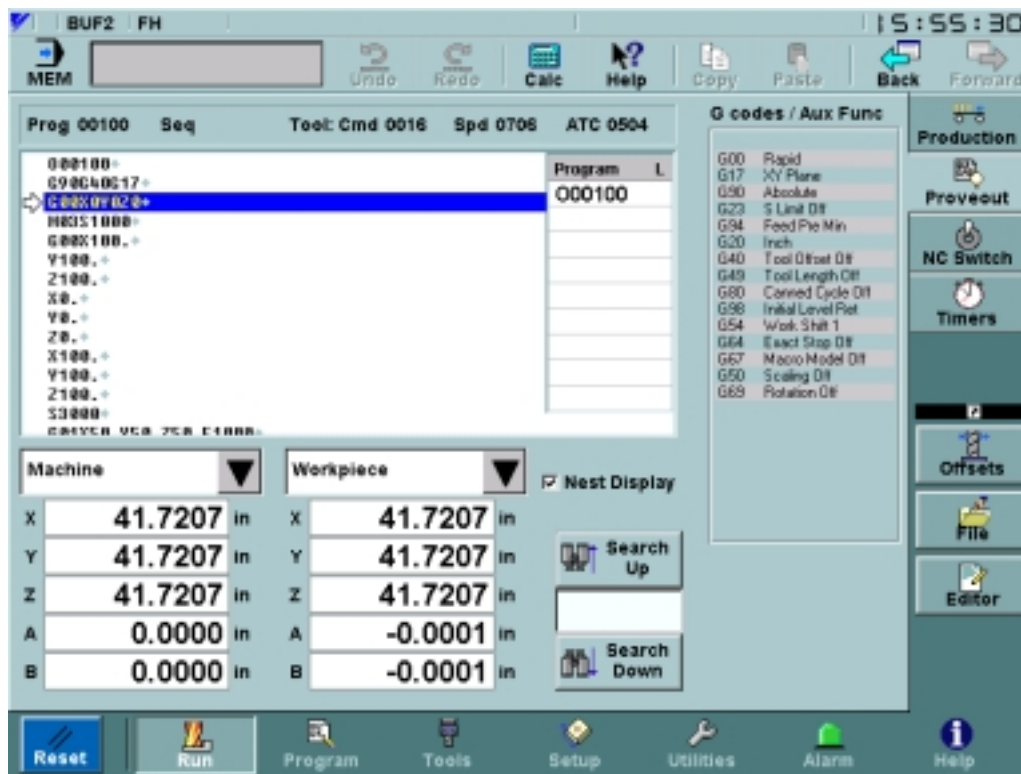 BUF2 FH 15:55:30
MEM Undo Redo Calc Help Copy Paste Back Forward
Prog 00100 Seq Tool: Cmd 0016 Spd 0706 ATC 0504
O00100
G90G40G17
G00X0Y0Z0
M03S1000
G00X100.
Y100.
Z100.
X0.
Y0.
Z0.
X100.
Y100.
Z100.
S3000
G01X50.Y50.Z50.F1000
Program L
O00100
G codes / Aux Func
G00 Rapid
G17 XY Plane
G90 Absolute
G23 S Limit Off
G94 Feed Pre Min
G20 Inch
G40 Tool Offset Off
G49 Tool Length Off
G80 Canned Cycle Off
G98 Initial Level Ret
G54 Work Shift 1
G64 Exact Stop Off
G67 Macro Model Off
G50 Scaling Off
G69 Rotation Off
Production
Proveout
NC Switch
Timers
Offsets
File
Editor
Machine
X 41.7207 in
Y 41.7207 in
Z 41.7207 in
A 0.0000 in
B 0.0000 in
Workpiece
X 41.7207 in
Y 41.7207 in
Z 41.7207 in
A -0.0001 in
B -0.0001 in
Nest Display
Search
Up
Search
Down
Reset Run Program Tools Setup Utilities Alarm Help